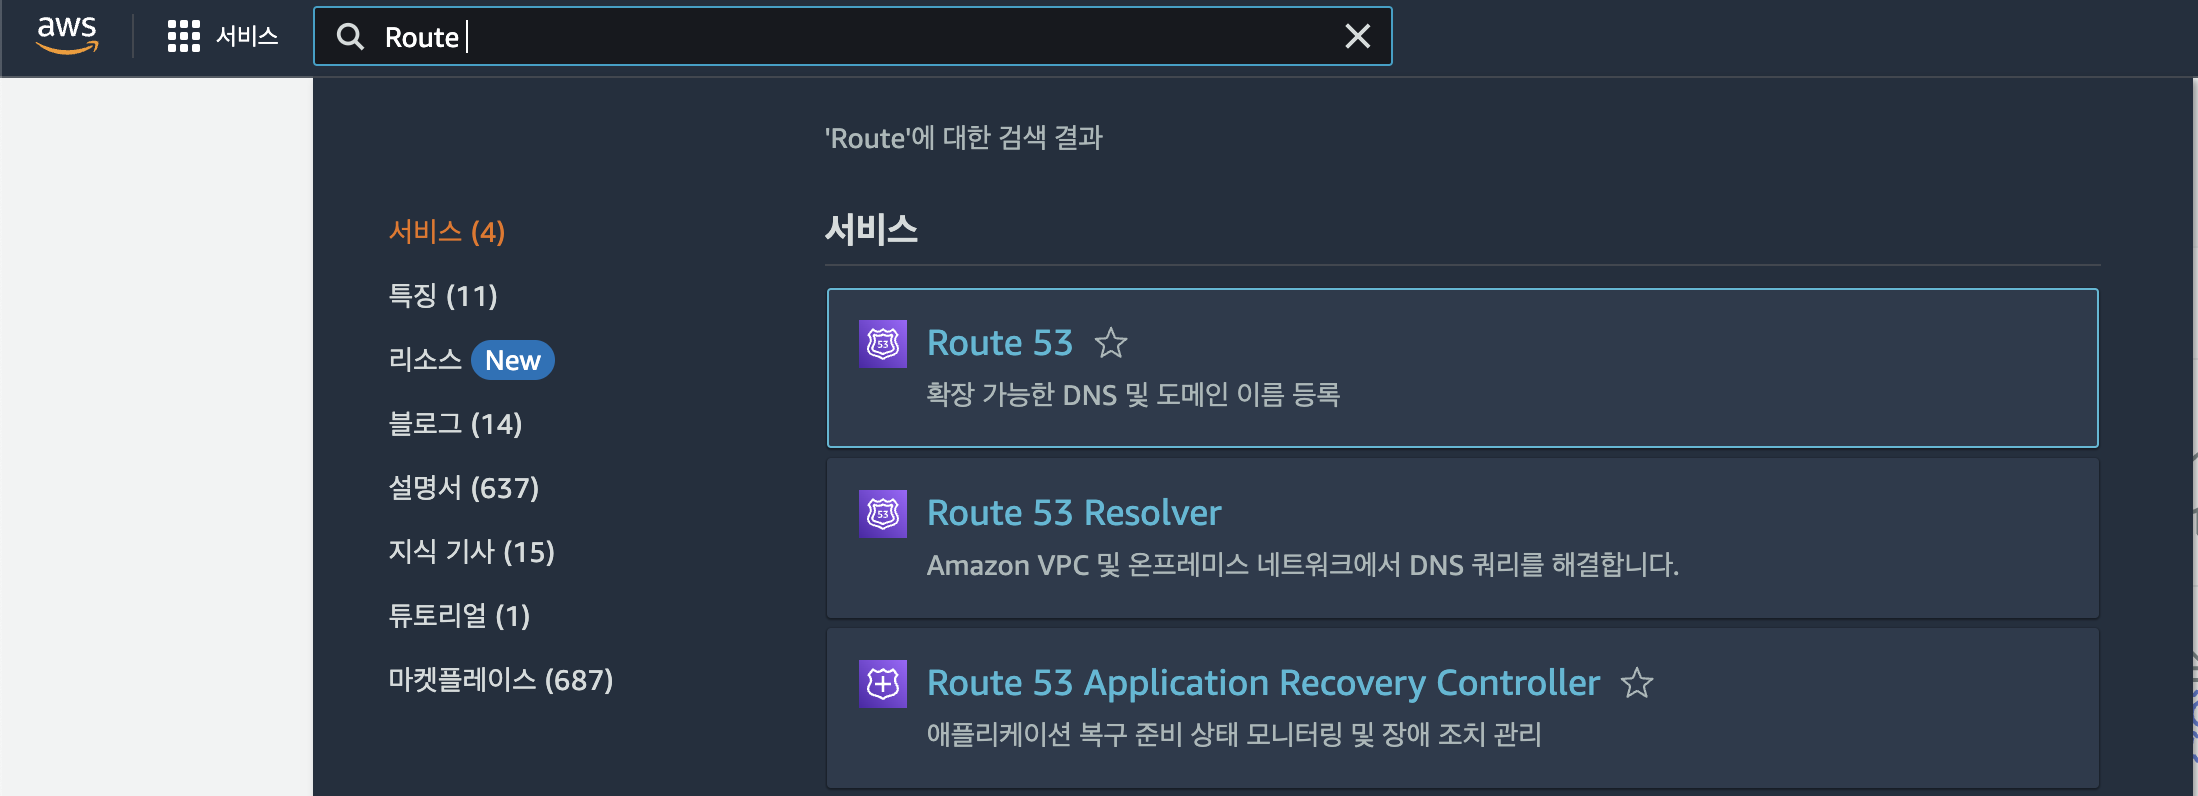 aws
서비스
Route
'Route'에 대한 검색 결과
서비스 (4)
특징 (11)
리소스 New
블로그 (14)
설명서 (637)
지식 기사 (15)
튜토리얼 (1)
마켓플레이스 (687)
서비스
53
Route 53
확장 가능한 DNS 및 도메인 이름 등록
53
Route 53 Resolver
Amazon VPC 및 온프레미스 네트워크에서 DNS 쿼리를 해결합니다.
Route 53 Application Recovery Controller
애플리케이션 복구 준비 상태 모니터링 및 장애 조치 관리